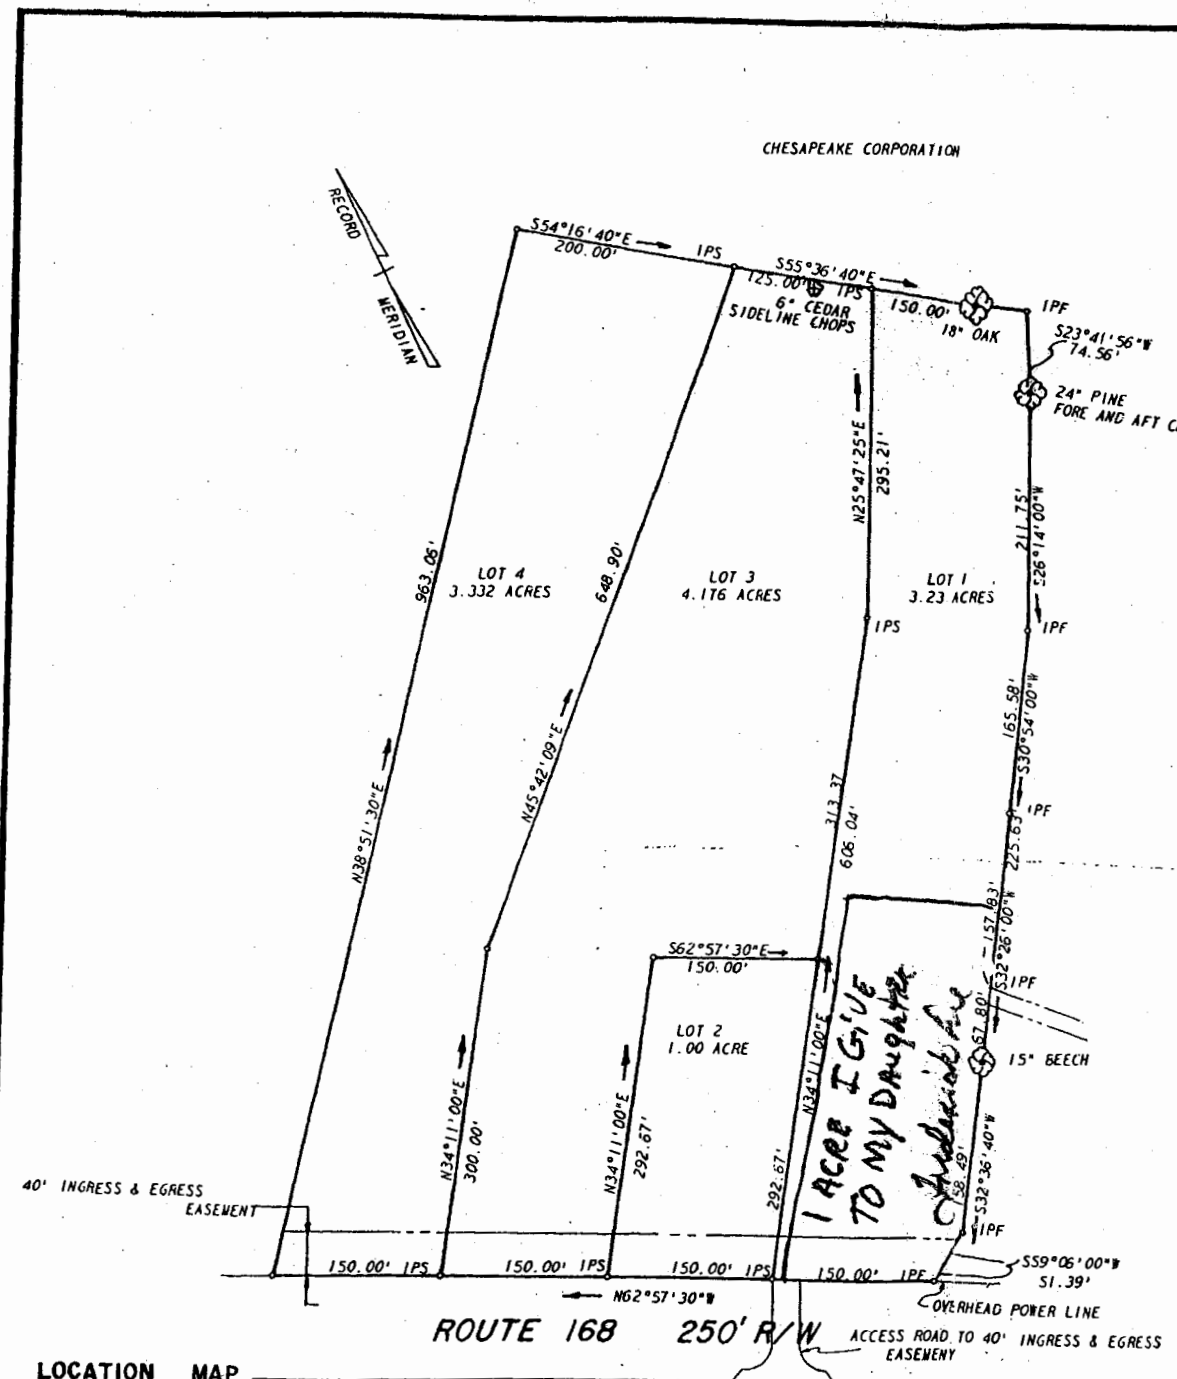 CHESAPEAKE CORPORATION
RECORD
MERIDIAN
S54°16'40"E
200.00'
IPS
S55°36'40"E
125.00'
IPS
6" CEDAR
SIDELINE CHOPS
150.00'
18" OAK
IPF
S23°41'56"W
74.56'
24" PINE
FORE AND AFT
N25°47'25"E
295.21'
211.75'
S26°14'00"W
963.06'
LOT 4
3.332 ACRES
648.90'
LOT 3
4.176 ACRES
LOT 1
3.23 ACRES
IPS
IPF
165.58'
S30°54'00"W
N38°51'30"E
N45°42'09"E
313.37
606.04'
IPF
225.63'
157.83'
S32°26'00"W
S62°57'30"E
150.00'
IPF
67.80'
LOT 2
1.00 ACRE
15" BEECH
N34°11'00"E
300.00'
N34°11'00"E
292.67'
N34°11'00"E
292.67'
1 ACRE I GIVE
TO MY DAUGHTER
158.49'
S32°36'40"W
40' INGRESS & EGRESS
EASEMENT
IPF
150.00' IPS
150.00' IPS
150.00' IPS
150.00' IPF
S59°06'00"W
51.39'
N62°57'30"W
OVERHEAD POWER LINE
ROUTE 168 250' R/W
ACCESS ROAD TO 40' INGRESS & EGRESS
EASEMENT
LOCATION MAP